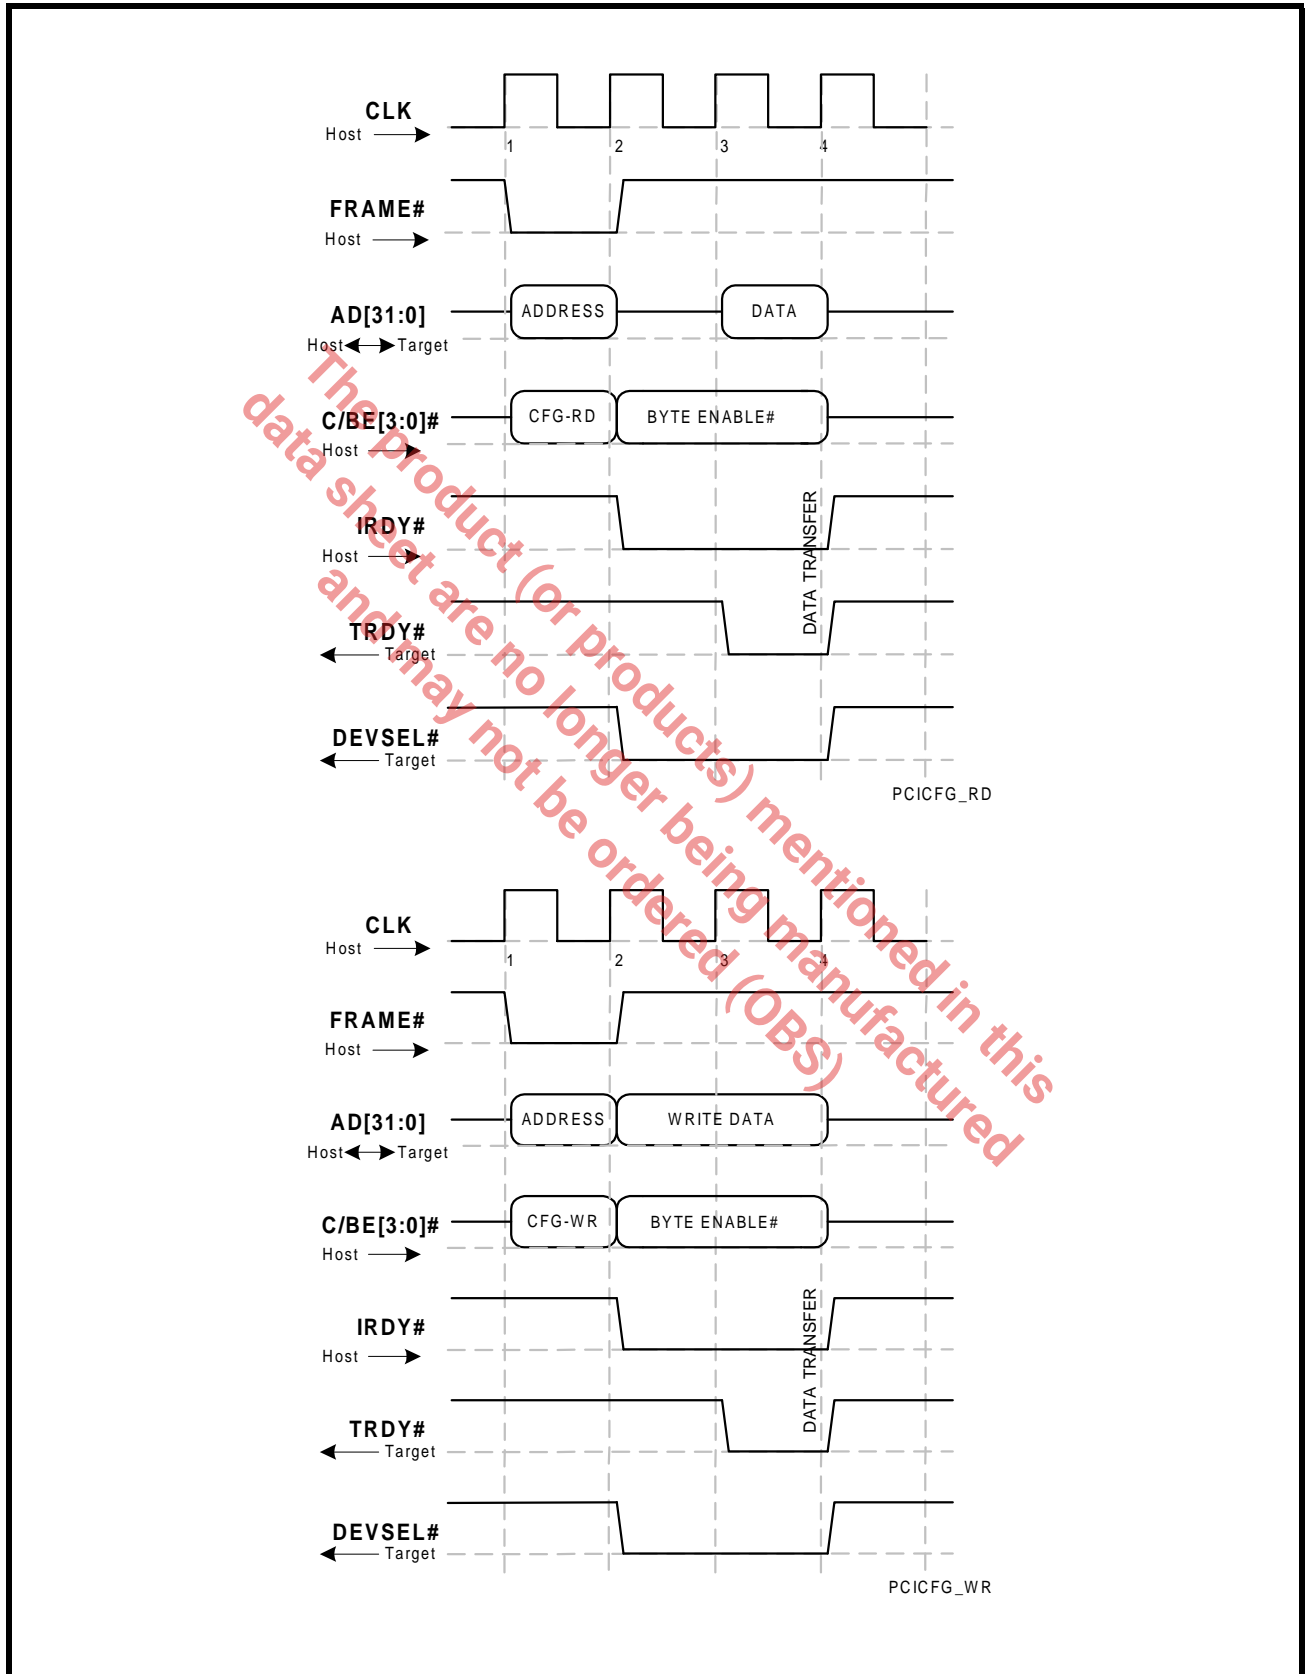 CLK
Host
1 2 3 4
FRAME#
Host
AD[31:0]
ADDRESS DATA
Host Target
C/BE[3:0]#
CFG-RD BYTE ENABLE#
Host
IRDY#
Host
DATA TRANSFER
TRDY#
Target
DEVSEL#
Target
PCICFG_RD
CLK
Host
1 2 3 4
FRAME#
Host
AD[31:0]
ADDRESS WRITE DATA
Host Target
C/BE[3:0]#
CFG-WR BYTE ENABLE#
Host
IRDY#
Host
DATA TRANSFER
TRDY#
Target
DEVSEL#
Target
PCICFG_WR
The product (or products) mentioned in this
data sheet are no longer being manufactured
and may not be ordered (OBS)